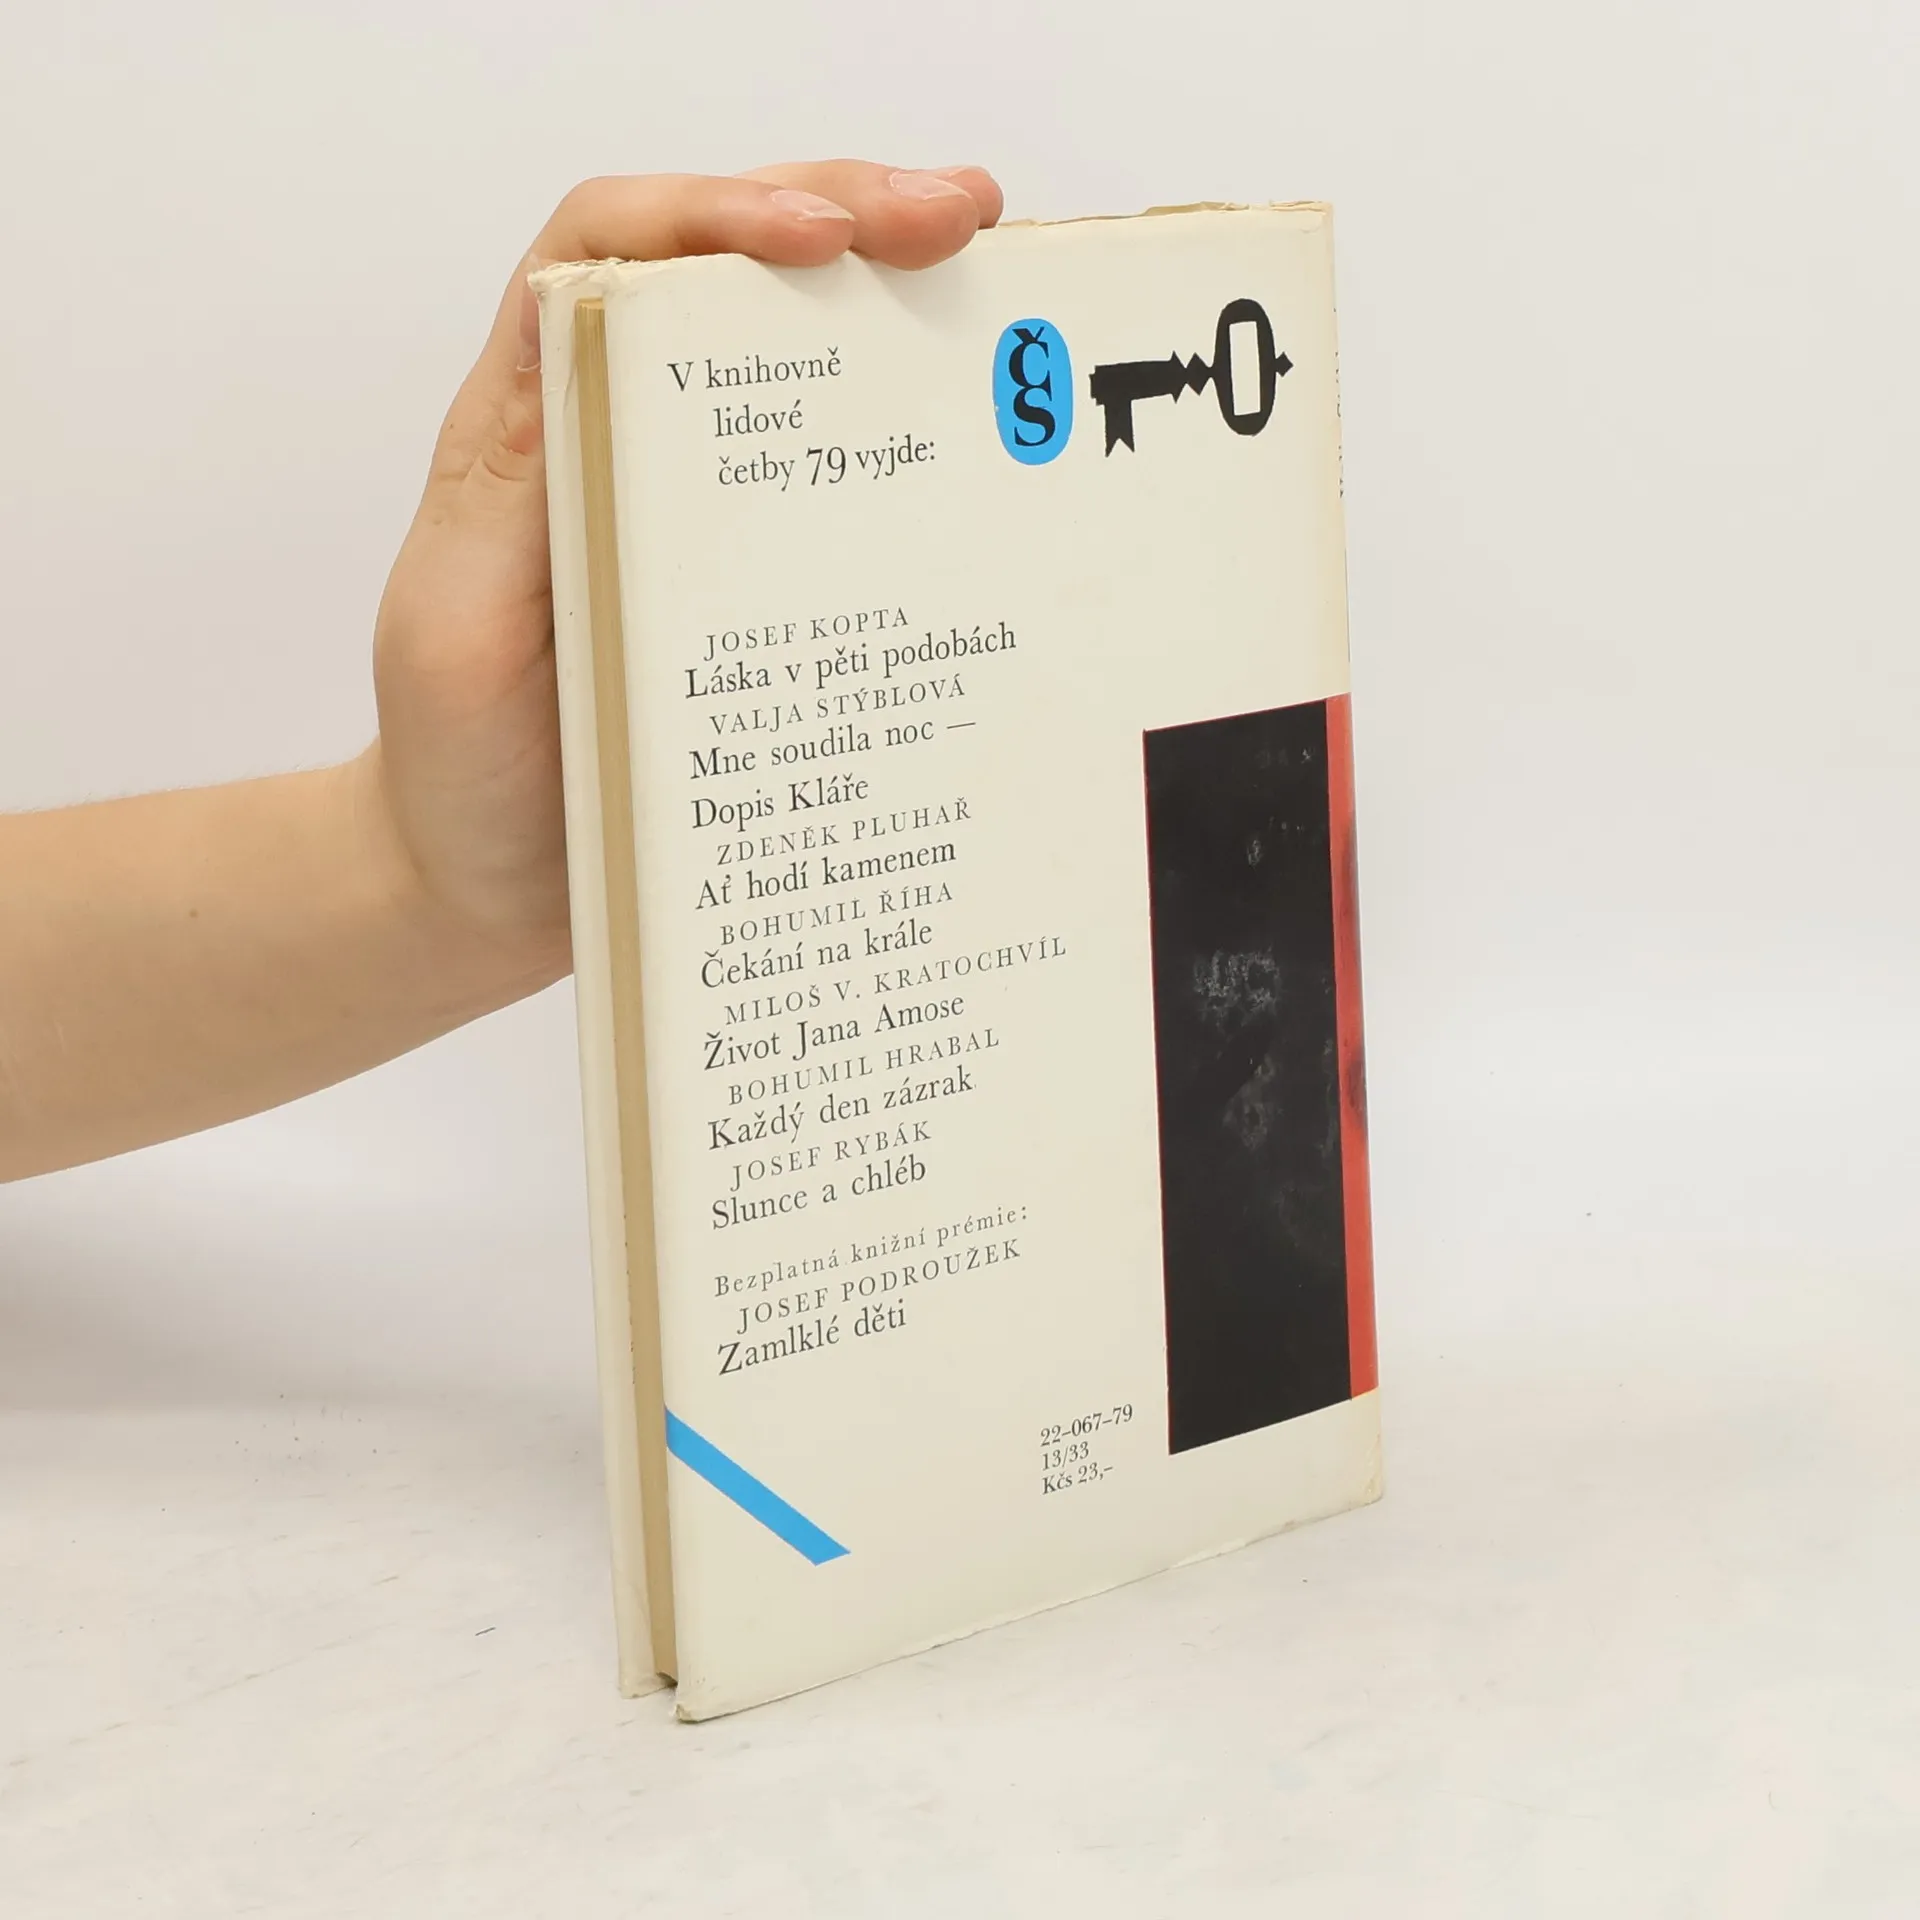 V knihovně
lidové
četby 79 vyjde:
ČS
JOSEF KOPTA
Láska v pěti podobách
VALJA STÝBLOVÁ
Mne soudila noc —
Dopis Kláře
ZDENĚK PLUHAŘ
Ať hodí kamenem
BOHUMIL ŘÍHA
Čekání na krále
MILOŠ V. KRATOCHVÍL
Život Jana Amose
BOHUMIL HRABAL
Každý den zázrak
JOSEF RYBÁK
Slunce a chléb
Bezplatná knižní prémie:
JOSEF PODROUŽEK
Zamlklé děti
22–067–79
13/33
Kčs 23,–